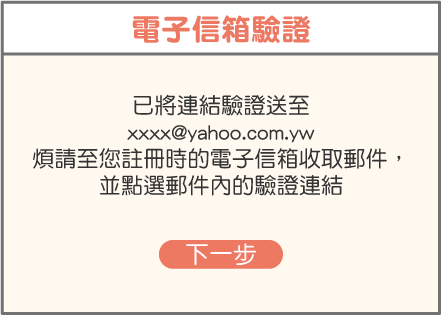 電子信箱驗證
已將連結驗證送至
xxxx@yahoo.com.yw
煩請至您註冊時的電子信箱收取郵件，
並點選郵件內的驗證連結
下一步